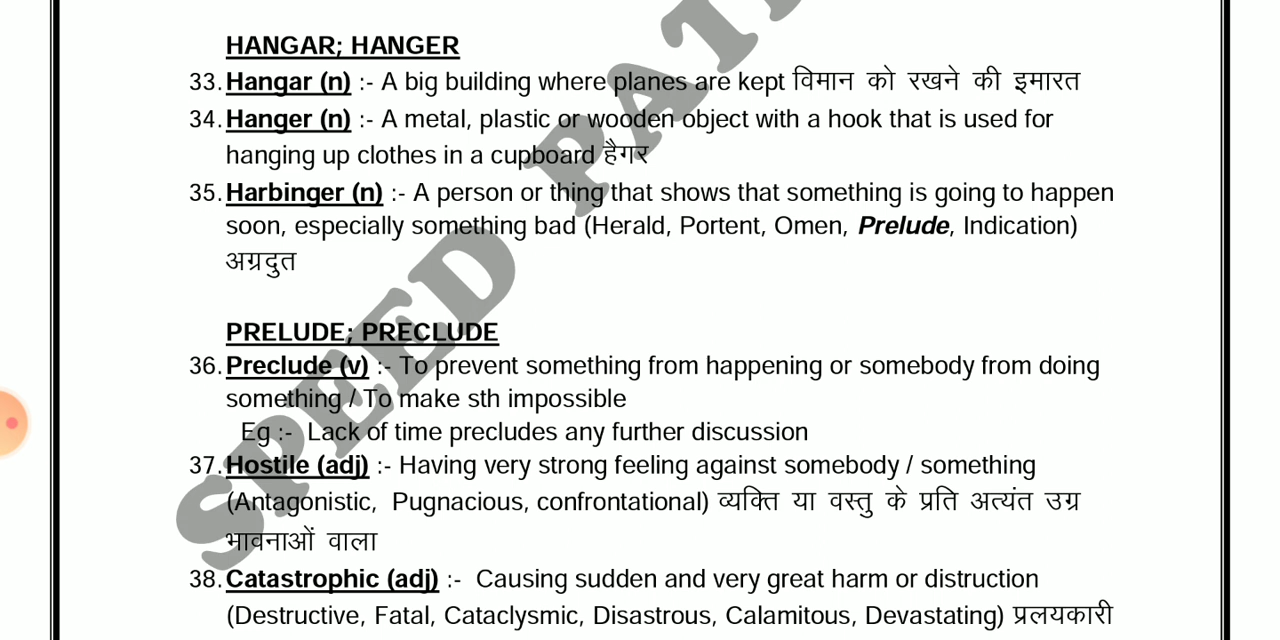 HANGAR; HANGER
33. Hangar (n) :- A big building where planes are kept विमान को रखने की इमारत
34. Hanger (n) :- A metal, plastic or wooden object with a hook that is used for
hanging up clothes in a cupboard हैगर
35. Harbinger (n) :- A person or thing that shows that something is going to happen
soon, especially something bad (Herald, Portent, Omen, Prelude, Indication)
अग्रदुत
PRELUDE; PRECLUDE
36. Preclude (v) :- To prevent something from happening or somebody from doing
something / To make sth impossible
Eg :- Lack of time precludes any further discussion
37. Hostile (adj) :- Having very strong feeling against somebody / something
(Antagonistic, Pugnacious, confrontational) व्यक्ति या वस्तु के प्रति अत्यंत उग्र
भावनाओं वाला
38. Catastrophic (adj) :- Causing sudden and very great harm or distruction
(Destructive, Fatal, Cataclysmic, Disastrous, Calamitous, Devastating) प्रलयकारी
SPEED